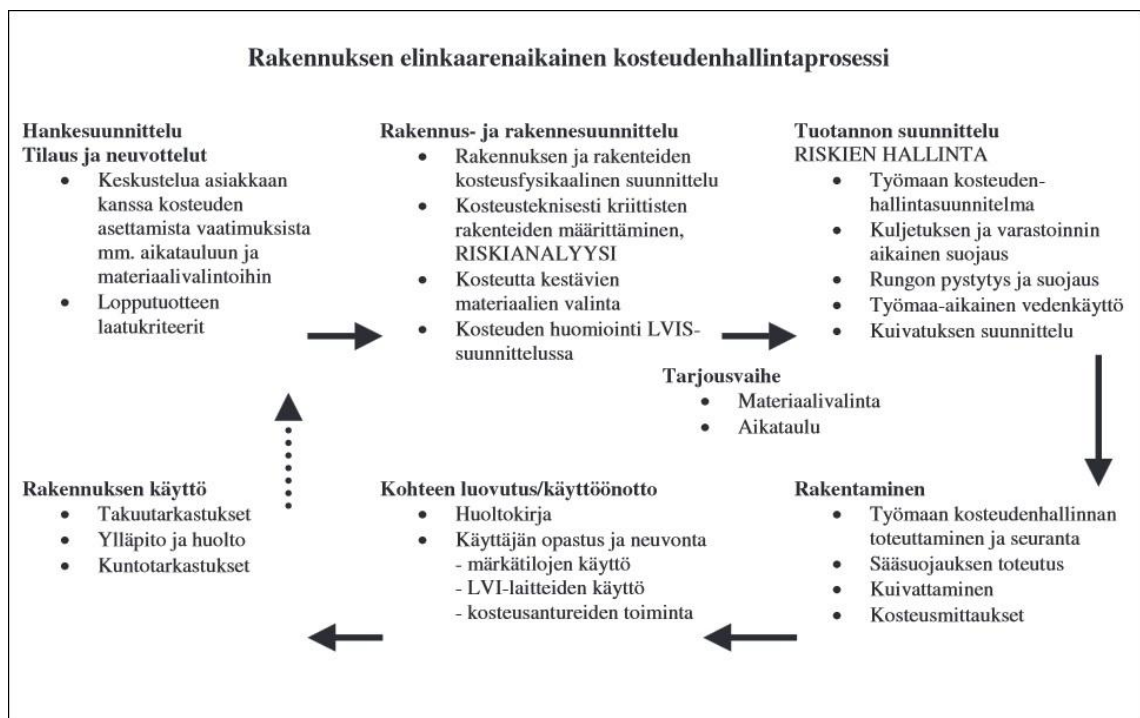 Rakennuksen elinkaarenaikainen kosteudenhallintaprosessi
Hankesuunnittelu
Tilaus ja neuvottelut
• Keskustelua asiakkaan
kanssa kosteuden
asettamista vaatimuksista
mm. aikatauluun ja
materiaalivalintoihin
• Lopputuotteen
laatukriteerit
Rakennus- ja rakennesuunnittelu
• Rakennuksen ja rakenteiden
kosteusfysikaalinen suunnittelu
• Kosteusteknisesti kriittisten
rakenteiden määrittäminen,
RISKIANALYYSI
• Kosteutta kestävien
materiaalien valinta
• Kosteuden huomiointi LVIS-
suunnittelussa
Tuotannon suunnittelu
RISKIEN HALLINTA
• Työmaan kosteuden-
hallintasuunnitelma
• Kuljetuksen ja varastoinnin
aikainen suojaus
• Rungon pystytys ja suojaus
• Työmaa-aikainen vedenkäyttö
• Kuivatuksen suunnittelu
Tarjousvaihe
• Materiaalivalinta
• Aikataulu
Rakennuksen käyttö
• Takuutarkastukset
• Ylläpito ja huolto
• Kuntotarkastukset
Kohteen luovutus/käyttöönotto
• Huoltokirja
• Käyttäjän opastus ja neuvonta
- märkätilojen käyttö
- LVI-laitteiden käyttö
- kosteusantureiden toiminta
Rakentaminen
• Työmaan kosteudenhallinnan
toteuttaminen ja seuranta
• Sääsuojauksen toteutus
• Kuivattaminen
• Kosteusmittaukset